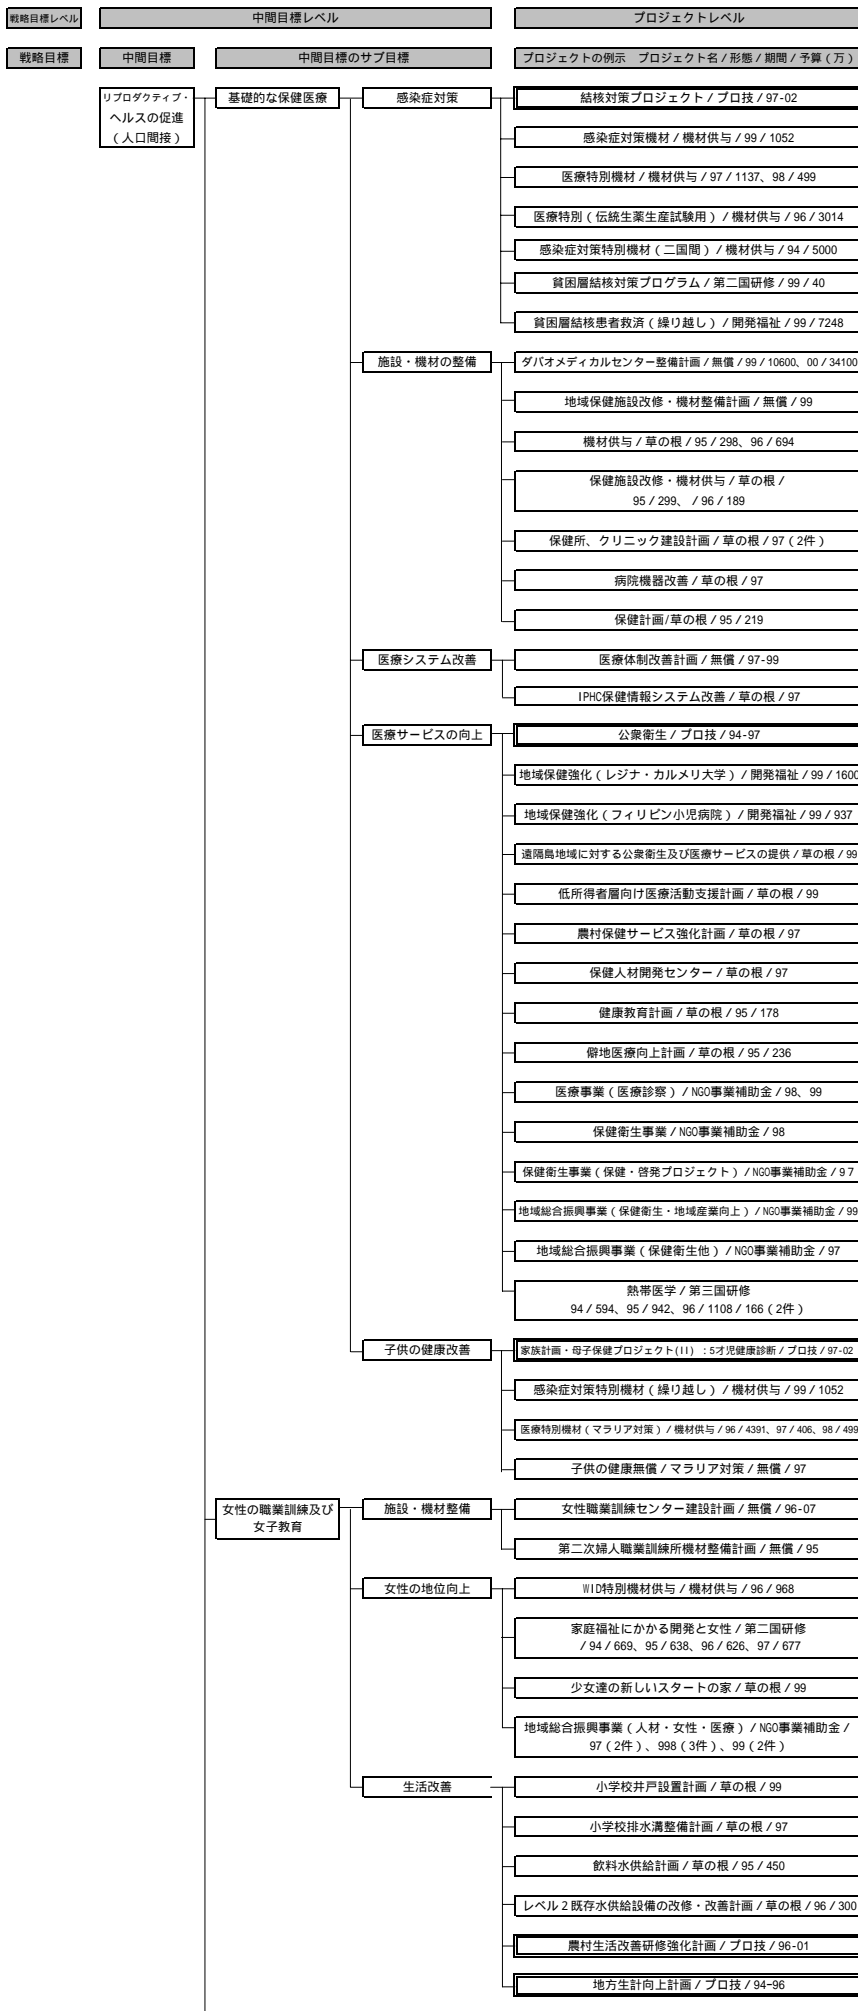 戦略目標レベル
中間目標レベル
プロジェクトレベル
戦略目標
中間目標
中間目標のサブ目標
プロジェクトの例示　プロジェクト名 / 形態 / 期間 / 予算 ( 万 )
リプロダクティブ・
ヘルスの促進
( 人口間接 )
基礎的な保健医療
感染症対策
結核対策プロジェクト / プロ技 / 97-02
感染症対策機材 / 機材供与 / 99 / 1052
医療特別機材 / 機材供与 / 97 / 1137、98 / 499
医療特別 ( 伝統生薬生産試験用 ) / 機材供与 / 96 / 3014
感染症対策特別機材 ( 二国間 ) / 機材供与 / 94 / 5000
貧困層結核対策プログラム / 第二国研修 / 99 / 40
貧困層結核患者救済 ( 繰り越し ) / 開発福祉 / 99 / 7248
施設・機材の整備
ダバオメディカルセンター整備計画 / 無償 / 99 / 10600、00 / 34100
地域保健施設改修・機材整備計画 / 無償 / 99
機材供与 / 草の根 / 95 / 298、96 / 694
保健施設改修・機材供与 / 草の根 /
95 / 299、 / 96 / 189
保健所、クリニック建設計画 / 草の根 / 97 ( 2件 )
病院機器改善 / 草の根 / 97
保健計画/草の根 / 95 / 219
医療システム改善
医療体制改善計画 / 無償 / 97-99
IPHC保健情報システム改善 / 草の根 / 97
医療サービスの向上
公衆衛生 / プロ技 / 94-97
地域保健強化 ( レジナ・カルメリ大学 ) / 開発福祉 / 99 / 1600
地域保健強化 ( フィリピン小児病院 ) / 開発福祉 / 99 / 937
遠隔島地域に対する公衆衛生及び医療サービスの提供 / 草の根 / 99
低所得者層向け医療活動支援計画 / 草の根 / 99
農村保健サービス強化計画 / 草の根 / 97
保健人材開発センター / 草の根 / 97
健康教育計画 / 草の根 / 95 / 178
僻地医療向上計画 / 草の根 / 95 / 236
医療事業 ( 医療診察 ) / NGO事業補助金 / 98、99
保健衛生事業 / NGO事業補助金 / 98
保健衛生事業 ( 保健・啓発プロジェクト ) / NGO事業補助金 / 97
地域総合振興事業 ( 保健衛生・地域産業向上 ) / NGO事業補助金 / 99
地域総合振興事業 ( 保健衛生他 ) / NGO事業補助金 / 97
熱帯医学 / 第三国研修
94 / 594、95 / 942、96 / 1108 / 166 ( 2件 )
子供の健康改善
家族計画・母子保健プロジェクト(II) : 5才児健康診断 / プロ技 / 97-02
感染症対策特別機材 ( 繰り越し ) / 機材供与 / 99 / 1052
医療特別機材 ( マラリア対策 ) / 機材供与 / 96 / 4391、97 / 406、98 / 499
子供の健康無償 / マラリア対策 / 無償 / 97
女性の職業訓練及び
女子教育
施設・機材整備
女性職業訓練センター建設計画 / 無償 / 96-07
第二次婦人職業訓練所機材整備計画 / 無償 / 95
女性の地位向上
WID特別機材供与 / 機材供与 / 96 / 968
家庭福祉にかかる開発と女性 / 第二国研修
/ 94 / 669、95 / 638、96 / 626、97 / 677
少女達の新しいスタートの家 / 草の根 / 99
地域総合振興事業 ( 人材・女性・医療 ) / NGO事業補助金 /
97 ( 2件 ) 、998 ( 3件 ) 、99 ( 2件 )
生活改善
小学校井戸設置計画 / 草の根 / 99
小学校排水溝整備計画 / 草の根 / 97
飲料水供給計画 / 草の根 / 95 / 450
レベル2既存水供給設備の改修・改善計画 / 草の根 / 96 / 300
農村生活改善研修強化計画 / プロ技 / 96-01
地方生計向上計画 / プロ技 / 94-96